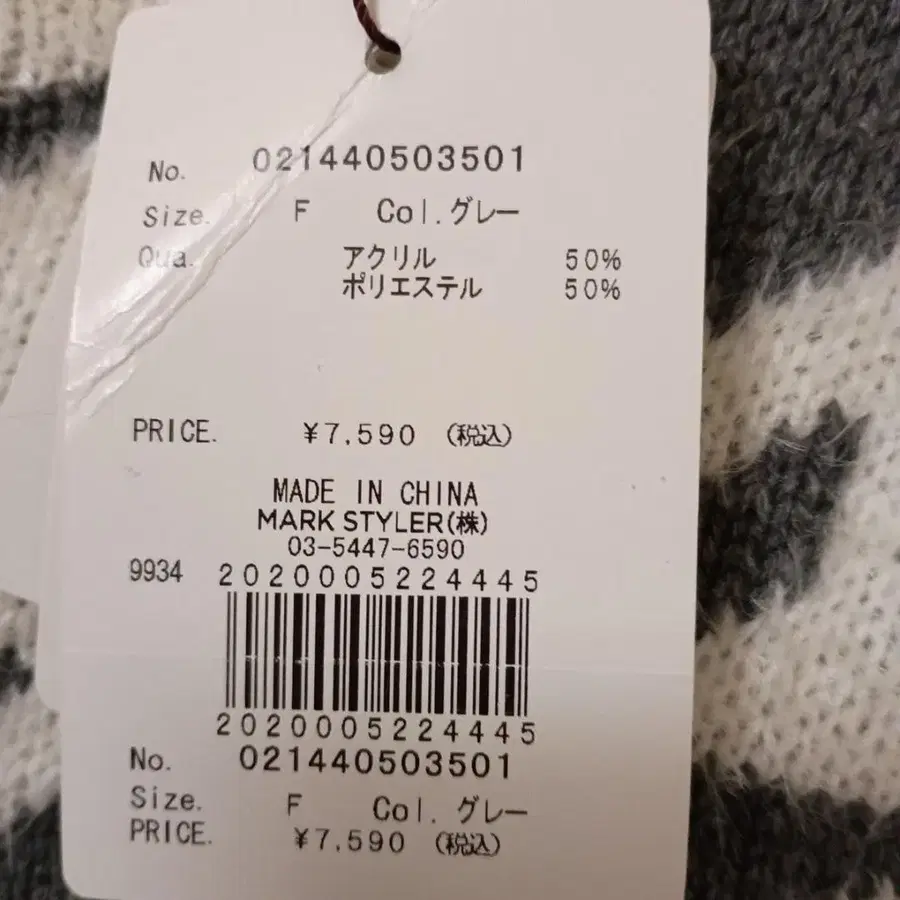 No. 021440503501
Size. F Col.グレー
Qua. アクリル 50%
ポリエステル 50%
PRICE. ¥7,590 (税込)
MADE IN CHINA
MARK STYLER(株)
03-5447-6590
9934 2020005224445
2020005224445
No. 021440503501
Size. F Col.グレー
PRICE. ¥7,590 (税込)